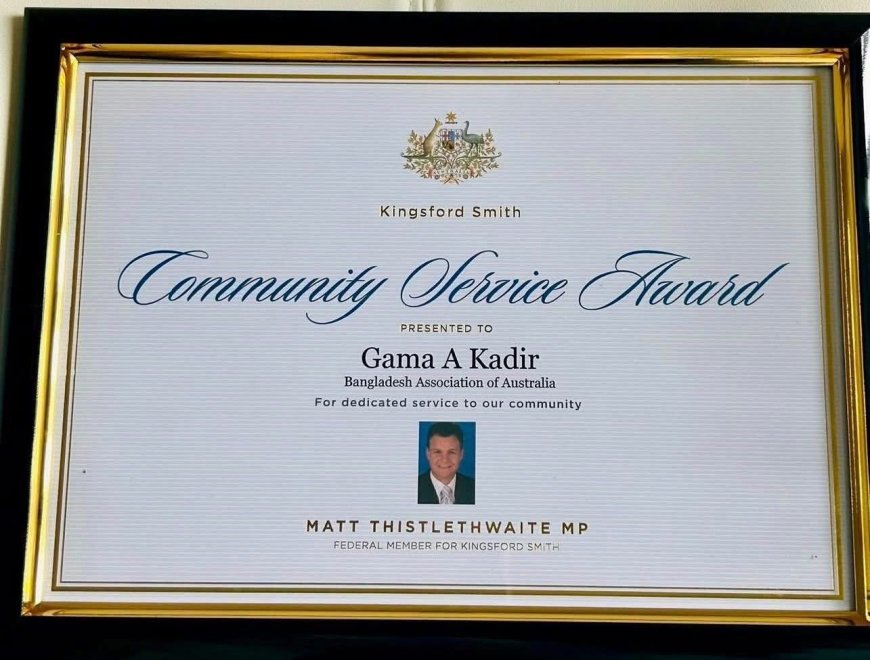 Kingsford Smith
Community Service Award
PRESENTED TO
Gama A Kadir
Bangladesh Association of Australia
For dedicated service to our community
MATT THISTLETHWAITE MP
FEDERAL MEMBER FOR KINGSFORD SMITH